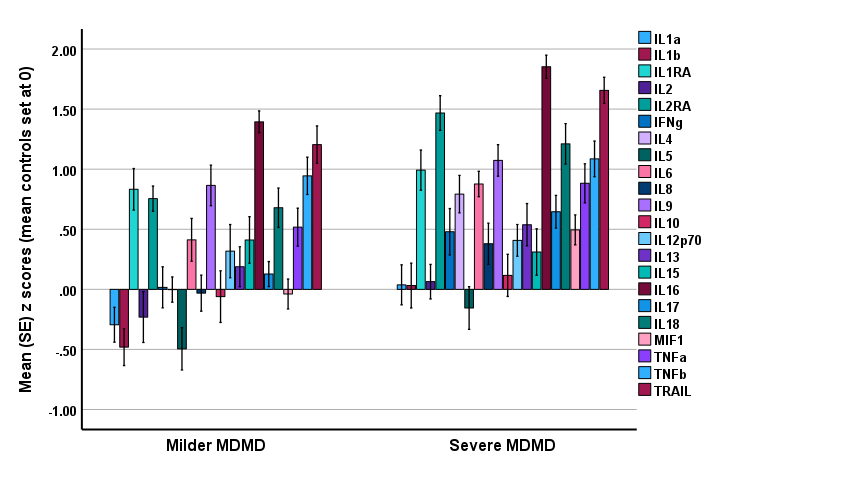 Mean (SE) z scores (mean controls set at 0)
2.00
1.50
1.00
.50
.00
-.50
-1.00
Milder MDMD
Severe MDMD
IL1a
IL1b
IL1RA
IL2
IL2RA
IFNg
IL4
IL5
IL6
IL8
IL9
IL10
IL12p70
IL13
IL15
IL16
IL17
IL18
MIF1
TNFa
TNFb
TRAIL